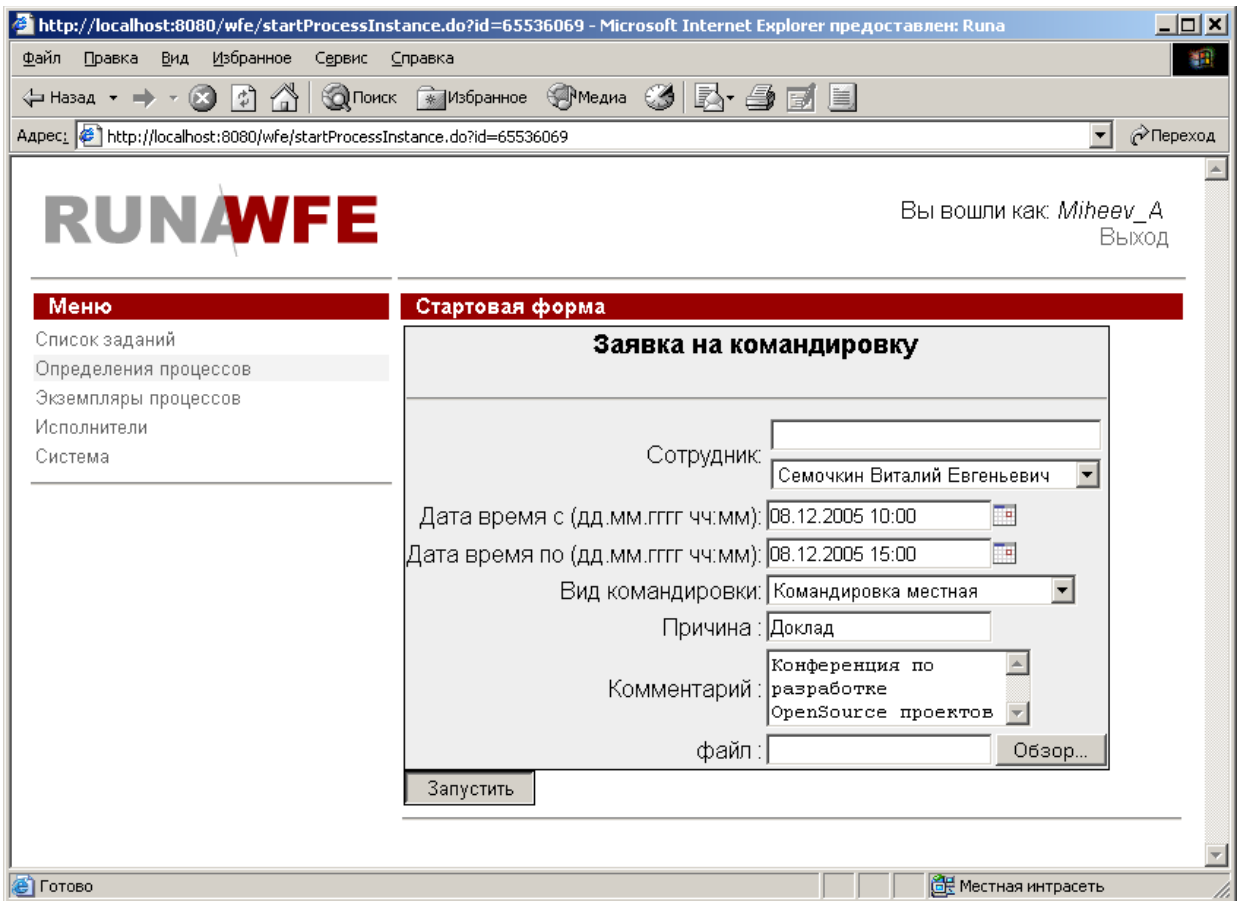 http://localhost:8080/wfe/startProcessInstance.do?id=65536069 - Microsoft Internet Explorer предоставлен: Runa
Файл Правка Вид Избранное Сервис Справка
Назад Поиск Избранное Медиа
Адрес: http://localhost:8080/wfe/startProcessInstance.do?id=65536069 Переход
RUNAWFE
Вы вошли как: Miheev_A
Выход
Меню
Список заданий
Определения процессов
Экземпляры процессов
Исполнители
Система
Стартовая форма
Заявка на командировку
Сотрудник:
Семочкин Виталий Евгеньевич
Дата время с (дд.мм.гггг чч:мм): 08.12.2005 10:00
Дата время по (дд.мм.гггг чч:мм): 08.12.2005 15:00
Вид командировки: Командировка местная
Причина : Доклад
Комментарий : Конференция по
разработке
OpenSource проектов
файл : Обзор...
Запустить
Готово Местная интрасеть